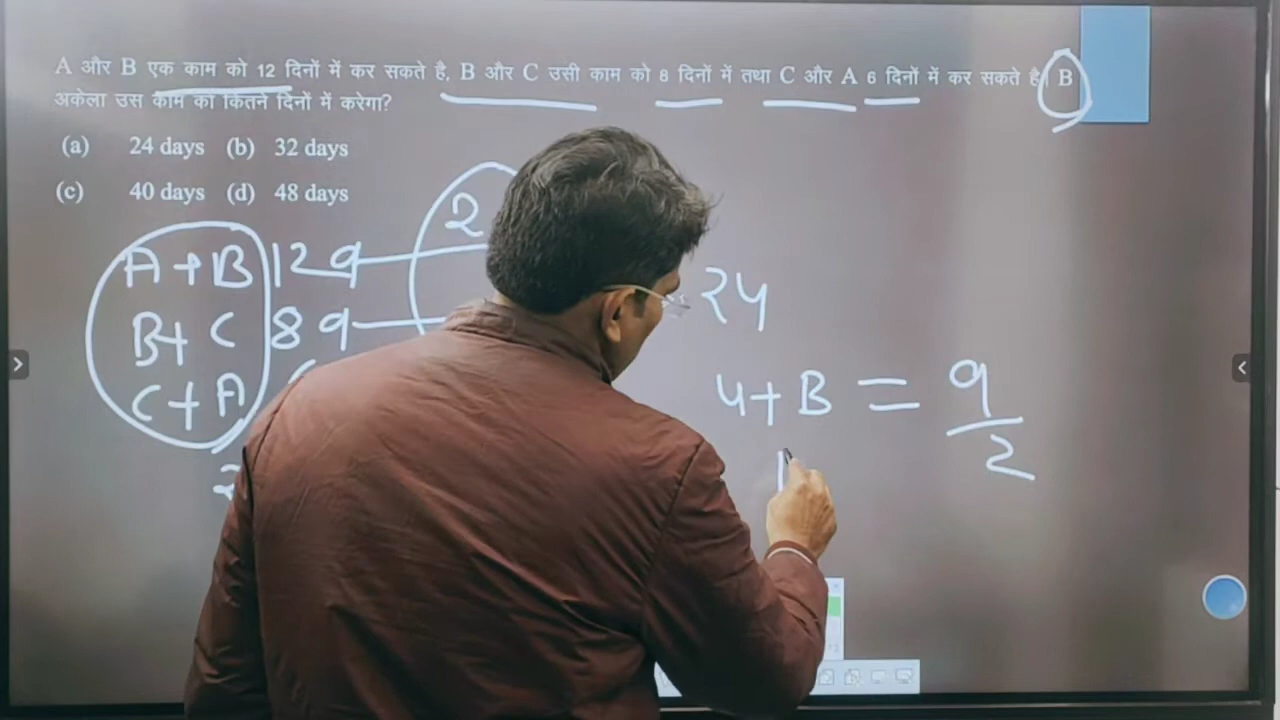 A और B एक काम को 12 दिनों में कर सकते है, B और C उसी काम को 8 दिनों में तथा C और A 6 दिनों में कर सकते है। B
अकेला उस काम को कितने दिनों में करेगा?
(a) 24 days (b) 32 days
(c) 40 days (d) 48 days
2
A+B 12 9
24
B+C 8 9
C+A
4+B = 9/2
2